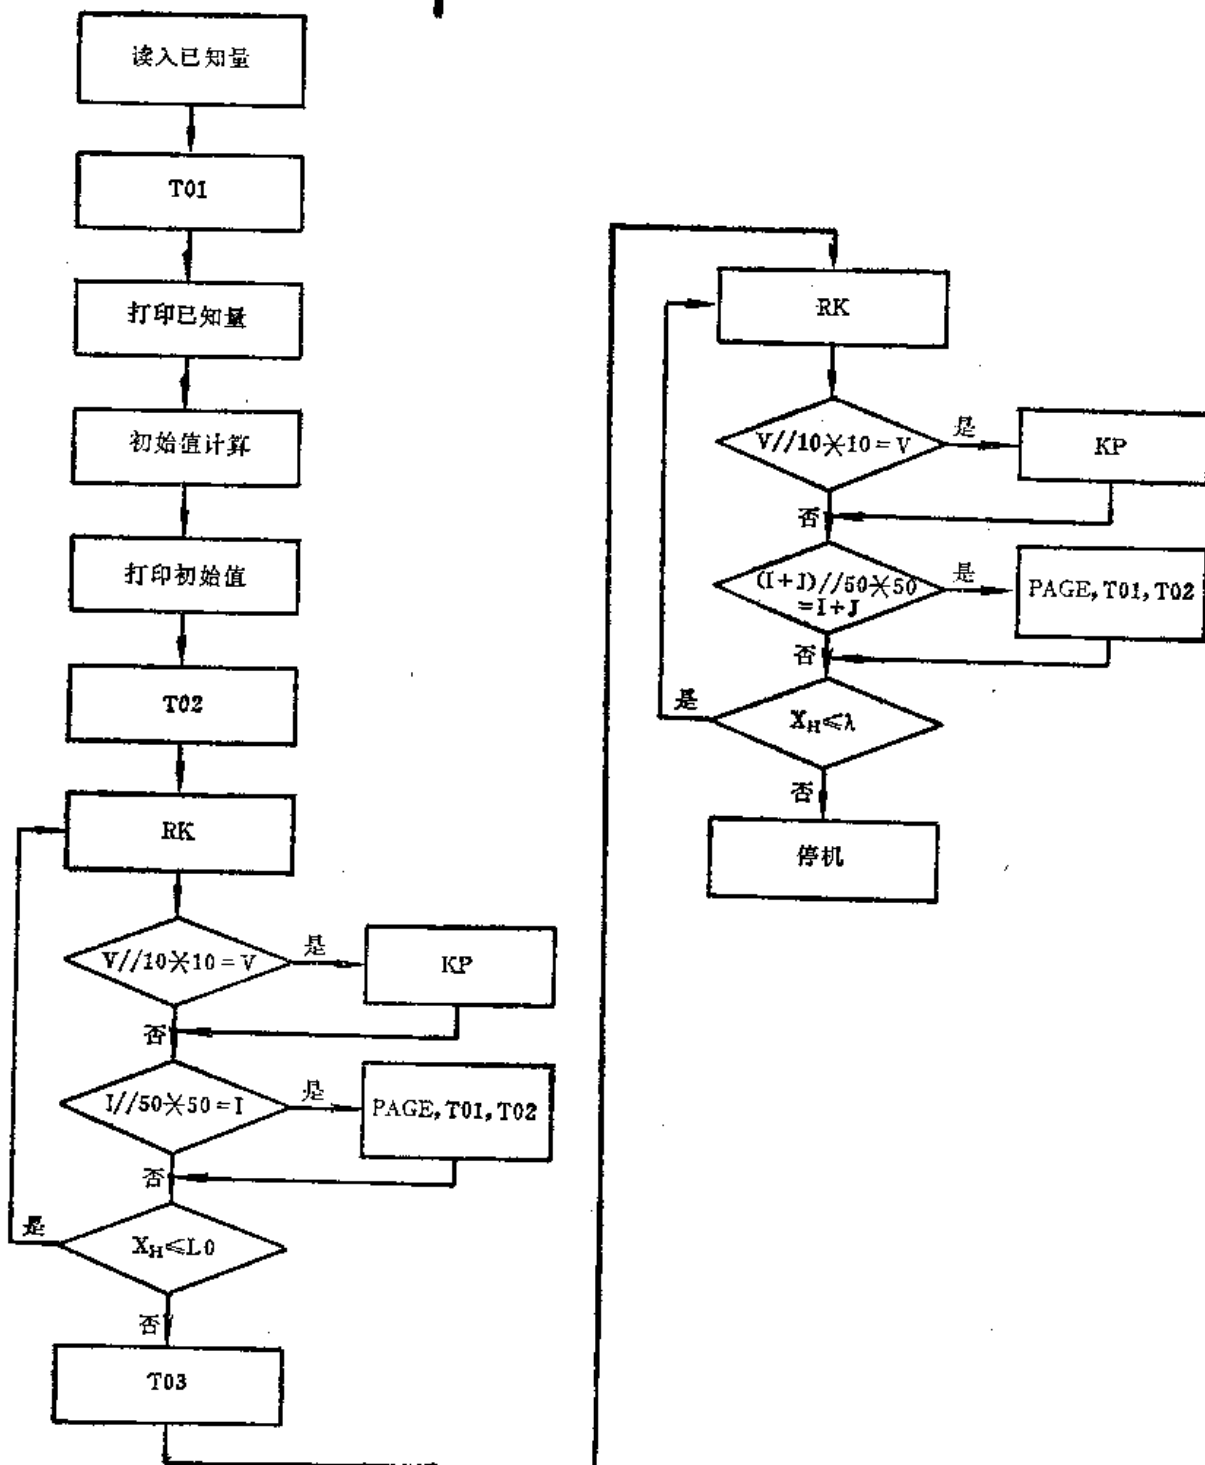 读入已知量
T01
打印已知量
初始值计算
打印初始值
T02
RK
V//10✕10=V
是
KP
否
I//50✕50=I
是
PAGE,T01,T02
否
X_H≤L0
是
否
T03
RK
V//10✕10=V
是
KP
否
(I+J)//50✕50
=I+J
是
PAGE,T01,T02
否
X_H≤λ
是
否
停机